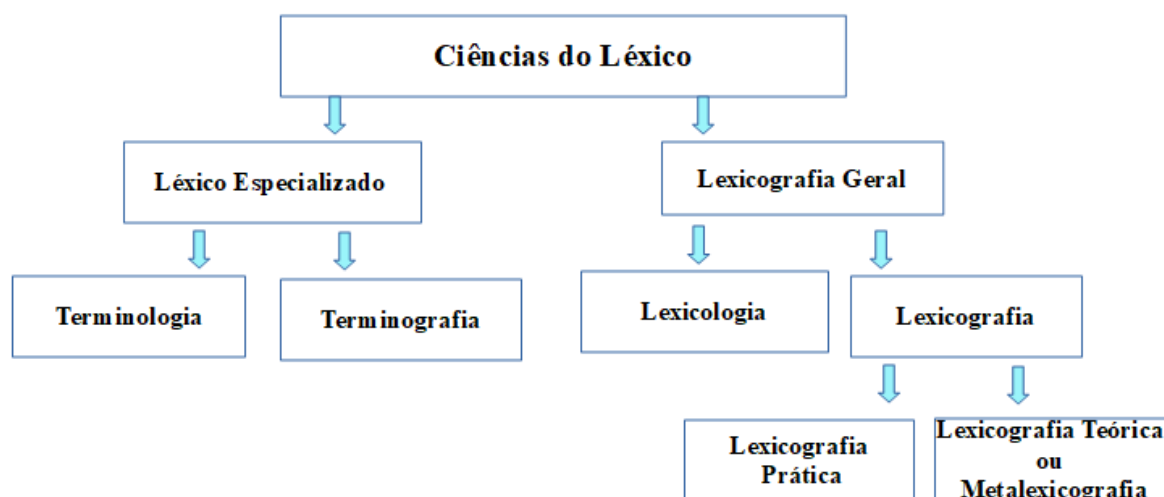 Ciências do Léxico
Léxico Especializado
Lexicografia Geral
Terminologia
Terminografia
Lexicologia
Lexicografia
Lexicografia
Prática
Lexicografia Teórica
ou
Metalexicografia